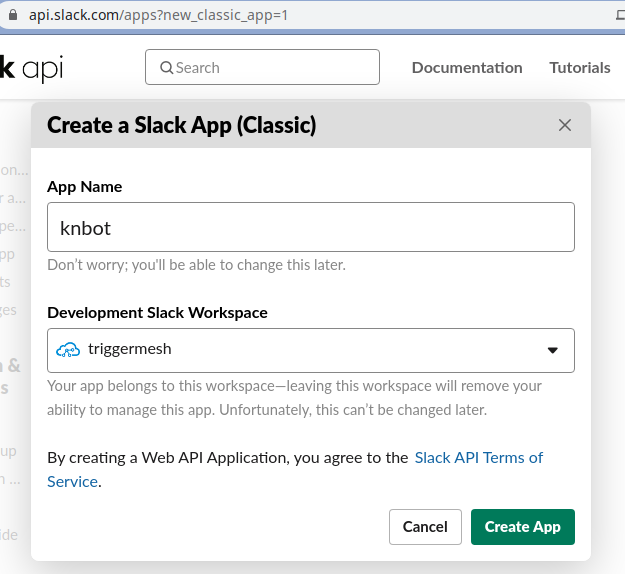 api.slack.com/apps?new_classic_app=1
k api
Search
Documentation
Tutorials
Create a Slack App (Classic)
App Name
knbot
Don't worry; you'll be able to change this later.
Development Slack Workspace
triggermesh
Your app belongs to this workspace—leaving this workspace will remove your
ability to manage this app. Unfortunately, this can't be changed later.
By creating a Web API Application, you agree to the Slack API Terms of
Service.
Cancel
Create App